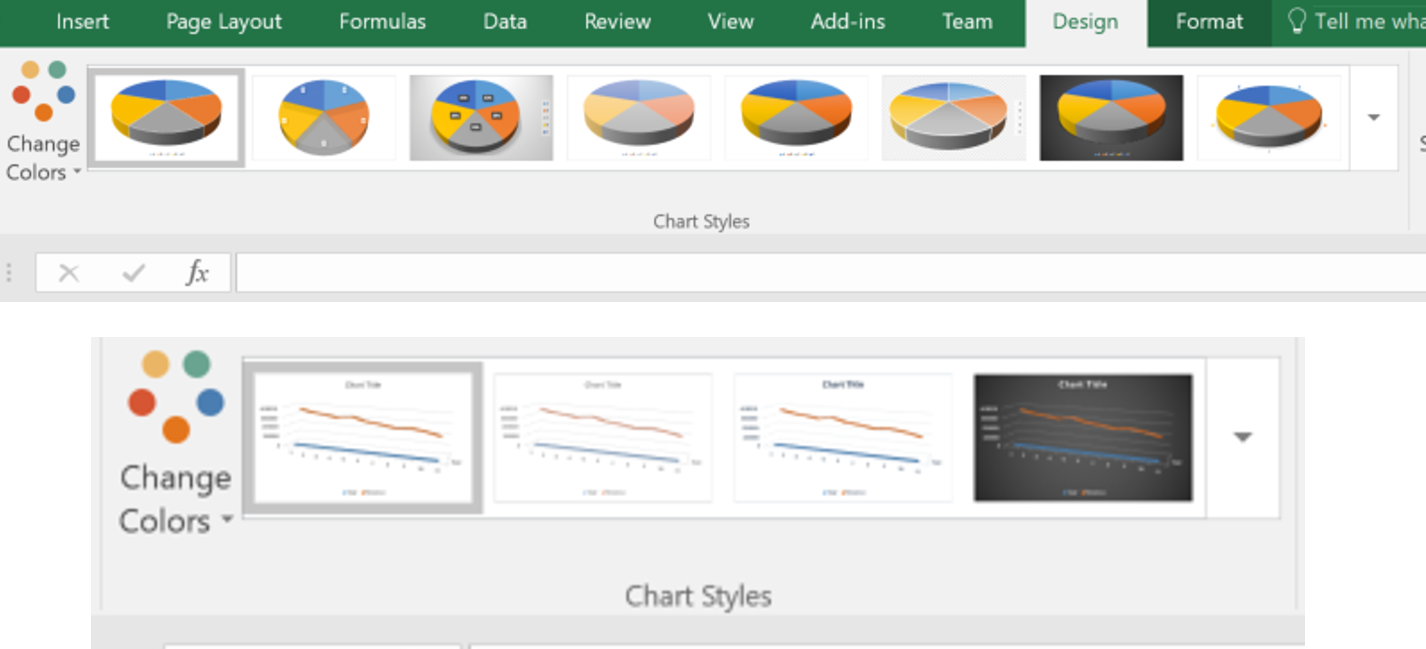 Insert Page Layout Formulas Data Review View Add-ins Team Design Format Tell me wha
Change
Colors
Chart Styles
fx
Chart Title Chart Title Chart Title Chart Title
Change
Colors
Chart Styles